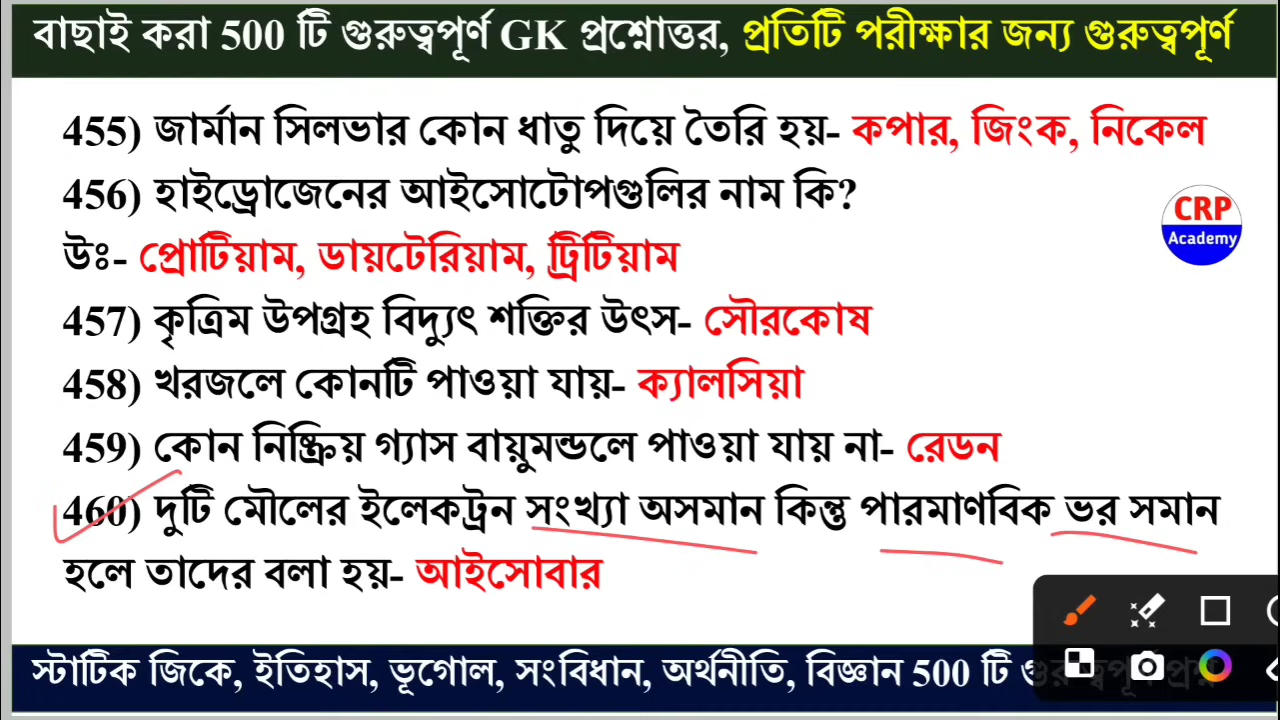 বাছাই করা 500 টি গুরুত্বপূর্ণ GK প্রশ্নোত্তর, প্রতিটি পরীক্ষার জন্য গুরুত্বপূর্ণ
455) জার্মান সিলভার কোন ধাতু দিয়ে তৈরি হয়- কপার, জিংক, নিকেল
456) হাইড্রোজেনের আইসোটোপগুলির নাম কি?
উঃ- প্রোটিয়াম, ডায়টেরিয়াম, ট্রিটিয়াম
CRP
Academy
457) কৃত্রিম উপগ্রহ বিদ্যুৎ শক্তির উৎস- সৌরকোষ
458) খরজলে কোনটি পাওয়া যায়- ক্যালসিয়া
459) কোন নিষ্ক্রিয় গ্যাস বায়ুমন্ডলে পাওয়া যায় না- রেডন
460) দুটি মৌলের ইলেকট্রন সংখ্যা অসমান কিন্তু পারমাণবিক ভর সমান
হলে তাদের বলা হয়- আইসোবার
স্টাটিক জিকে, ইতিহাস, ভূগোল, সংবিধান, অর্থনীতি, বিজ্ঞান 500 টি